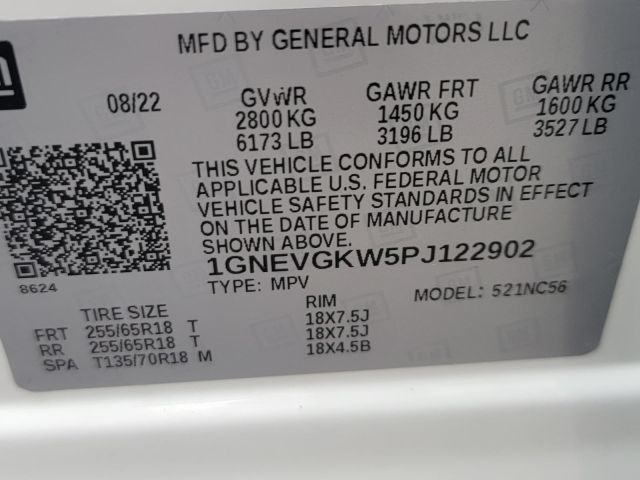 MFD BY GENERAL MOTORS LLC
08/22 GVWR GAWR FRT GAWR RR
2800 KG 1450 KG 1600 KG
6173 LB 3196 LB 3527 LB
THIS VEHICLE CONFORMS TO ALL
APPLICABLE U.S. FEDERAL MOTOR
VEHICLE SAFETY STANDARDS IN EFFECT
ON THE DATE OF MANUFACTURE
SHOWN ABOVE.
1GNEVGKW5PJ122902
8624
TYPE: MPV MODEL: 521NC56
TIRE SIZE RIM
FRT 255/65R18 T 18X7.5J
RR 255/65R18 T 18X7.5J
SPA T135/70R18 M 18X4.5B